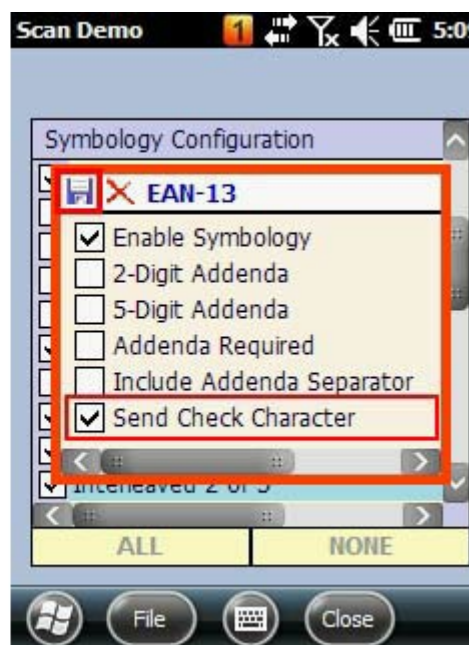 Scan Demo 1 5:0
Symbology Configuration
EAN-13
Enable Symbology
2-Digit Addenda
5-Digit Addenda
Addenda Required
Include Addenda Separator
Send Check Character
Interleaved 2 of 5
ALL NONE
File Close